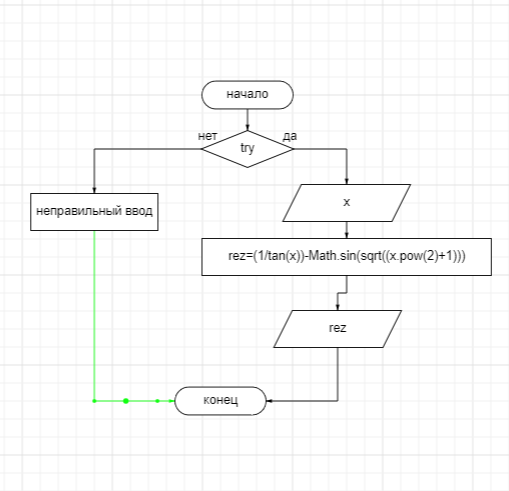 начало
нет
да
try
x
неправильный ввод
rez=(1/tan(x))-Math.sin(sqrt((x.pow(2)+1)))
rez
конец